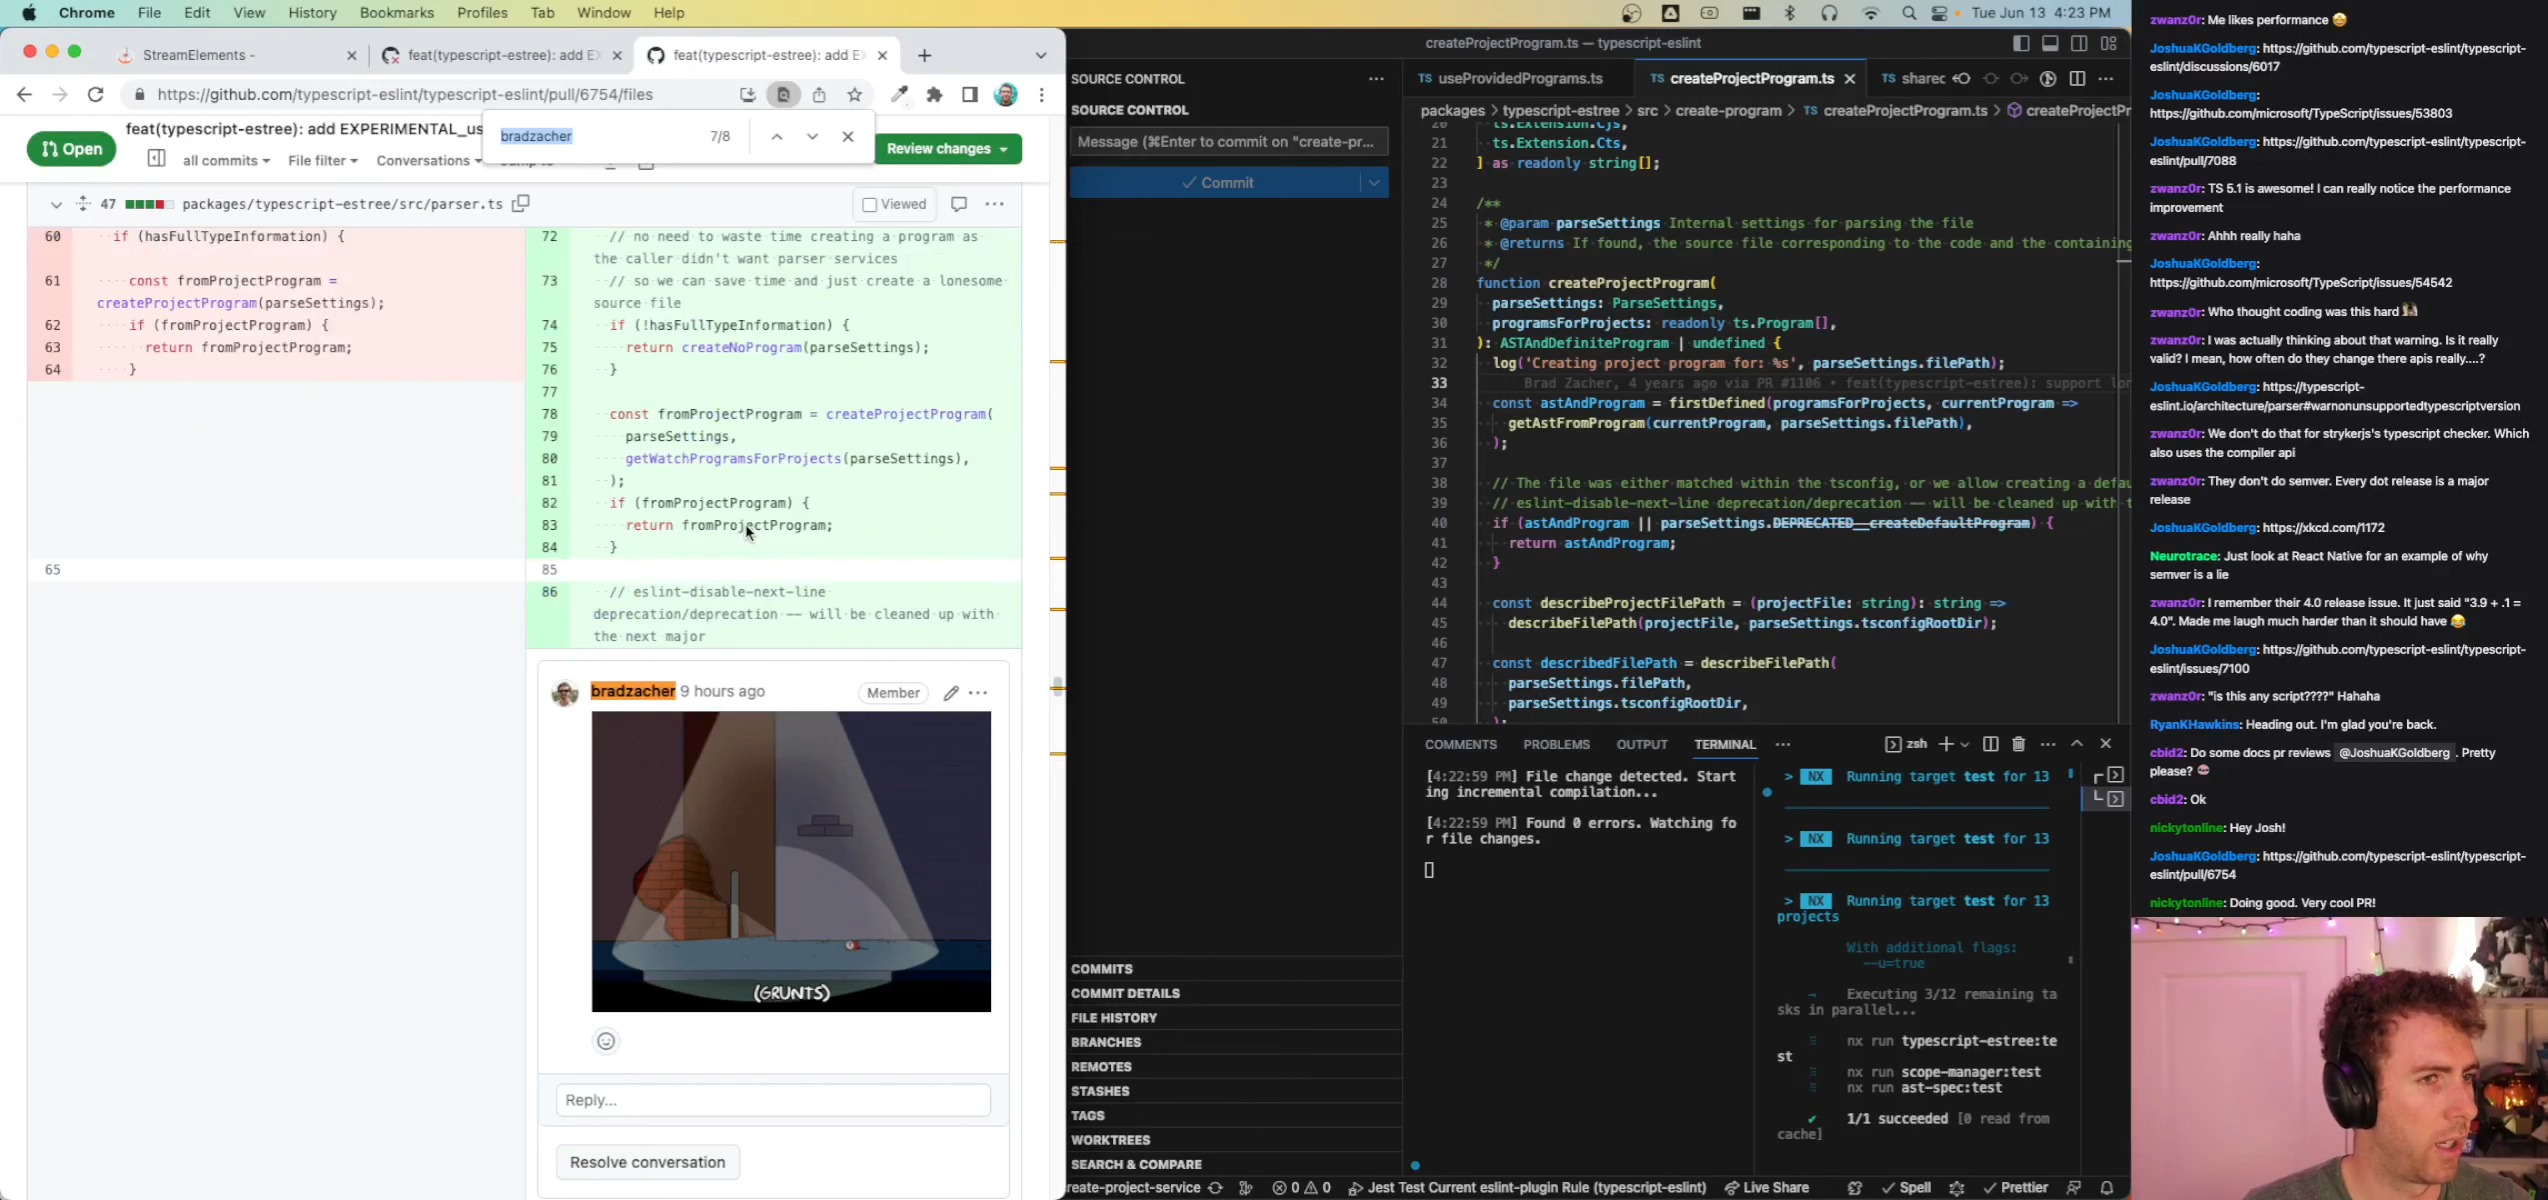 Chrome File Edit View History Bookmarks Profiles Tab Window Help
Tue Jun 13 4:23 PM
StreamElements -
feat(typescript-estree): add EX
feat(typescript-estree): add EX
https://github.com/typescript-eslint/typescript-eslint/pull/6754/files
Open
feat(typescript-estree): add EXPERIMENTAL_us
all commits
File filter
Conversations
bradzacher
7/8
Review changes
47 packages/typescript-estree/src/parser.ts
Viewed
60 if (hasFullTypeInformation) {
61 const fromProjectProgram =
createProjectProgram(parseSettings);
62 if (fromProjectProgram) {
63 return fromProjectProgram;
64 }
65
72 // no need to waste time creating a program as
the caller didn't want parser services
73 // so we can save time and just create a lonesome
source file
74 if (!hasFullTypeInformation) {
75 return createNoProgram(parseSettings);
76 }
77
78 const fromProjectProgram = createProjectProgram(
79 parseSettings,
80 getWatchProgramsForProjects(parseSettings),
81 );
82 if (fromProjectProgram) {
83 return fromProjectProgram;
84 }
85
86 // eslint-disable-next-line
deprecation/deprecation -- will be cleaned up with
the next major
bradzacher 9 hours ago
Member
(GRUNTS)
Reply...
Resolve conversation
createProjectProgram.ts — typescript-eslint
SOURCE CONTROL
SOURCE CONTROL
Message (⌘Enter to commit on "create-pr...
Commit
COMMITS
COMMIT DETAILS
FILE HISTORY
BRANCHES
REMOTES
STASHES
TAGS
WORKTREES
SEARCH & COMPARE
TS useProvidedPrograms.ts
TS createProjectProgram.ts
TS sharec
packages > typescript-estree > src > create-program > TS createProjectProgram.ts > createProjectPr
20 ts.Extension.Cjs,
21 ts.Extension.Cts,
22 ] as readonly string[];
23
24 /**
25 * @param parseSettings Internal settings for parsing the file
26 * @returns If found, the source file corresponding to the code and the containing
27 */
28 function createProjectProgram(
29 parseSettings: ParseSettings,
30 programsForProjects: readonly ts.Program[],
31 ): ASTAndDefiniteProgram | undefined {
32 log('Creating project program for: %s', parseSettings.filePath);
33 Brad Zacher, 4 years ago via PR #1106 • feat(typescript-estree): support lon
34 const astAndProgram = firstDefined(programsForProjects, currentProgram =>
35 getAstFromProgram(currentProgram, parseSettings.filePath),
36 );
37
38 // The file was either matched within the tsconfig, or we allow creating a defau
39 // eslint-disable-next-line deprecation/deprecation -- will be cleaned up with t
40 if (astAndProgram || parseSettings.DEPRECATED__createDefaultProgram) {
41 return astAndProgram;
42 }
43
44 const describeProjectFilePath = (projectFile: string): string =>
45 describeFilePath(projectFile, parseSettings.tsconfigRootDir);
46
47 const describedFilePath = describeFilePath(
48 parseSettings.filePath,
49 parseSettings.tsconfigRootDir,
50 );
COMMENTS PROBLEMS OUTPUT TERMINAL
zsh
[4:22:59 PM] File change detected. Start
ing incremental compilation...
[4:22:59 PM] Found 0 errors. Watching fo
r file changes.
> NX Running target test for 13
> NX Running target test for 13
> NX Running target test for 13
projects
With additional flags:
--u=true
→ Executing 3/12 remaining ta
sks in parallel...
nx run typescript-estree:te
st
nx run scope-manager:test
nx run ast-spec:test
✔ 1/1 succeeded [0 read from
cache]
reate-project-service
0 0
Jest Test Current eslint-plugin Rule (typescript-eslint)
Live Share
Spell
Prettier
zwanz0r: Me likes performance 🤩
JoshuaKGoldberg: https://github.com/typescript-eslint/typescript-
eslint/discussions/6017
JoshuaKGoldberg:
https://github.com/microsoft/TypeScript/issues/53803
JoshuaKGoldberg: https://github.com/typescript-eslint/typescript-
eslint/pull/7088
zwanz0r: TS 5.1 is awesome! I can really notice the performance
improvement
zwanz0r: Ahhh really haha
JoshuaKGoldberg:
https://github.com/microsoft/TypeScript/issues/54542
zwanz0r: Who thought coding was this hard
zwanz0r: I was actually thinking about that warning. Is it really
valid? I mean, how often do they change there apis really....?
JoshuaKGoldberg: https://typescript-
eslint.io/architecture/parser#warnonunsupportedtypescriptversion
zwanz0r: We don't do that for strykerjs's typescript checker. Which
also uses the compiler api
zwanz0r: They don't do semver. Every dot release is a major
release
JoshuaKGoldberg: https://xkcd.com/1172
Neurotrace: Just look at React Native for an example of why
semver is a lie
zwanz0r: I remember their 4.0 release issue. It just said "3.9 + .1 =
4.0". Made me laugh much harder than it should have 😂
JoshuaKGoldberg: https://github.com/typescript-eslint/typescript-
eslint/issues/7100
zwanz0r: "is this any script????" Hahaha
RyanKHawkins: Heading out. I'm glad you're back.
cbid2: Do some docs pr reviews @JoshuaKGoldberg . Pretty
please?
cbid2: Ok
nickytonline: Hey Josh!
JoshuaKGoldberg: https://github.com/typescript-eslint/typescript-
eslint/pull/6754
nickytonline: Doing good. Very cool PR!